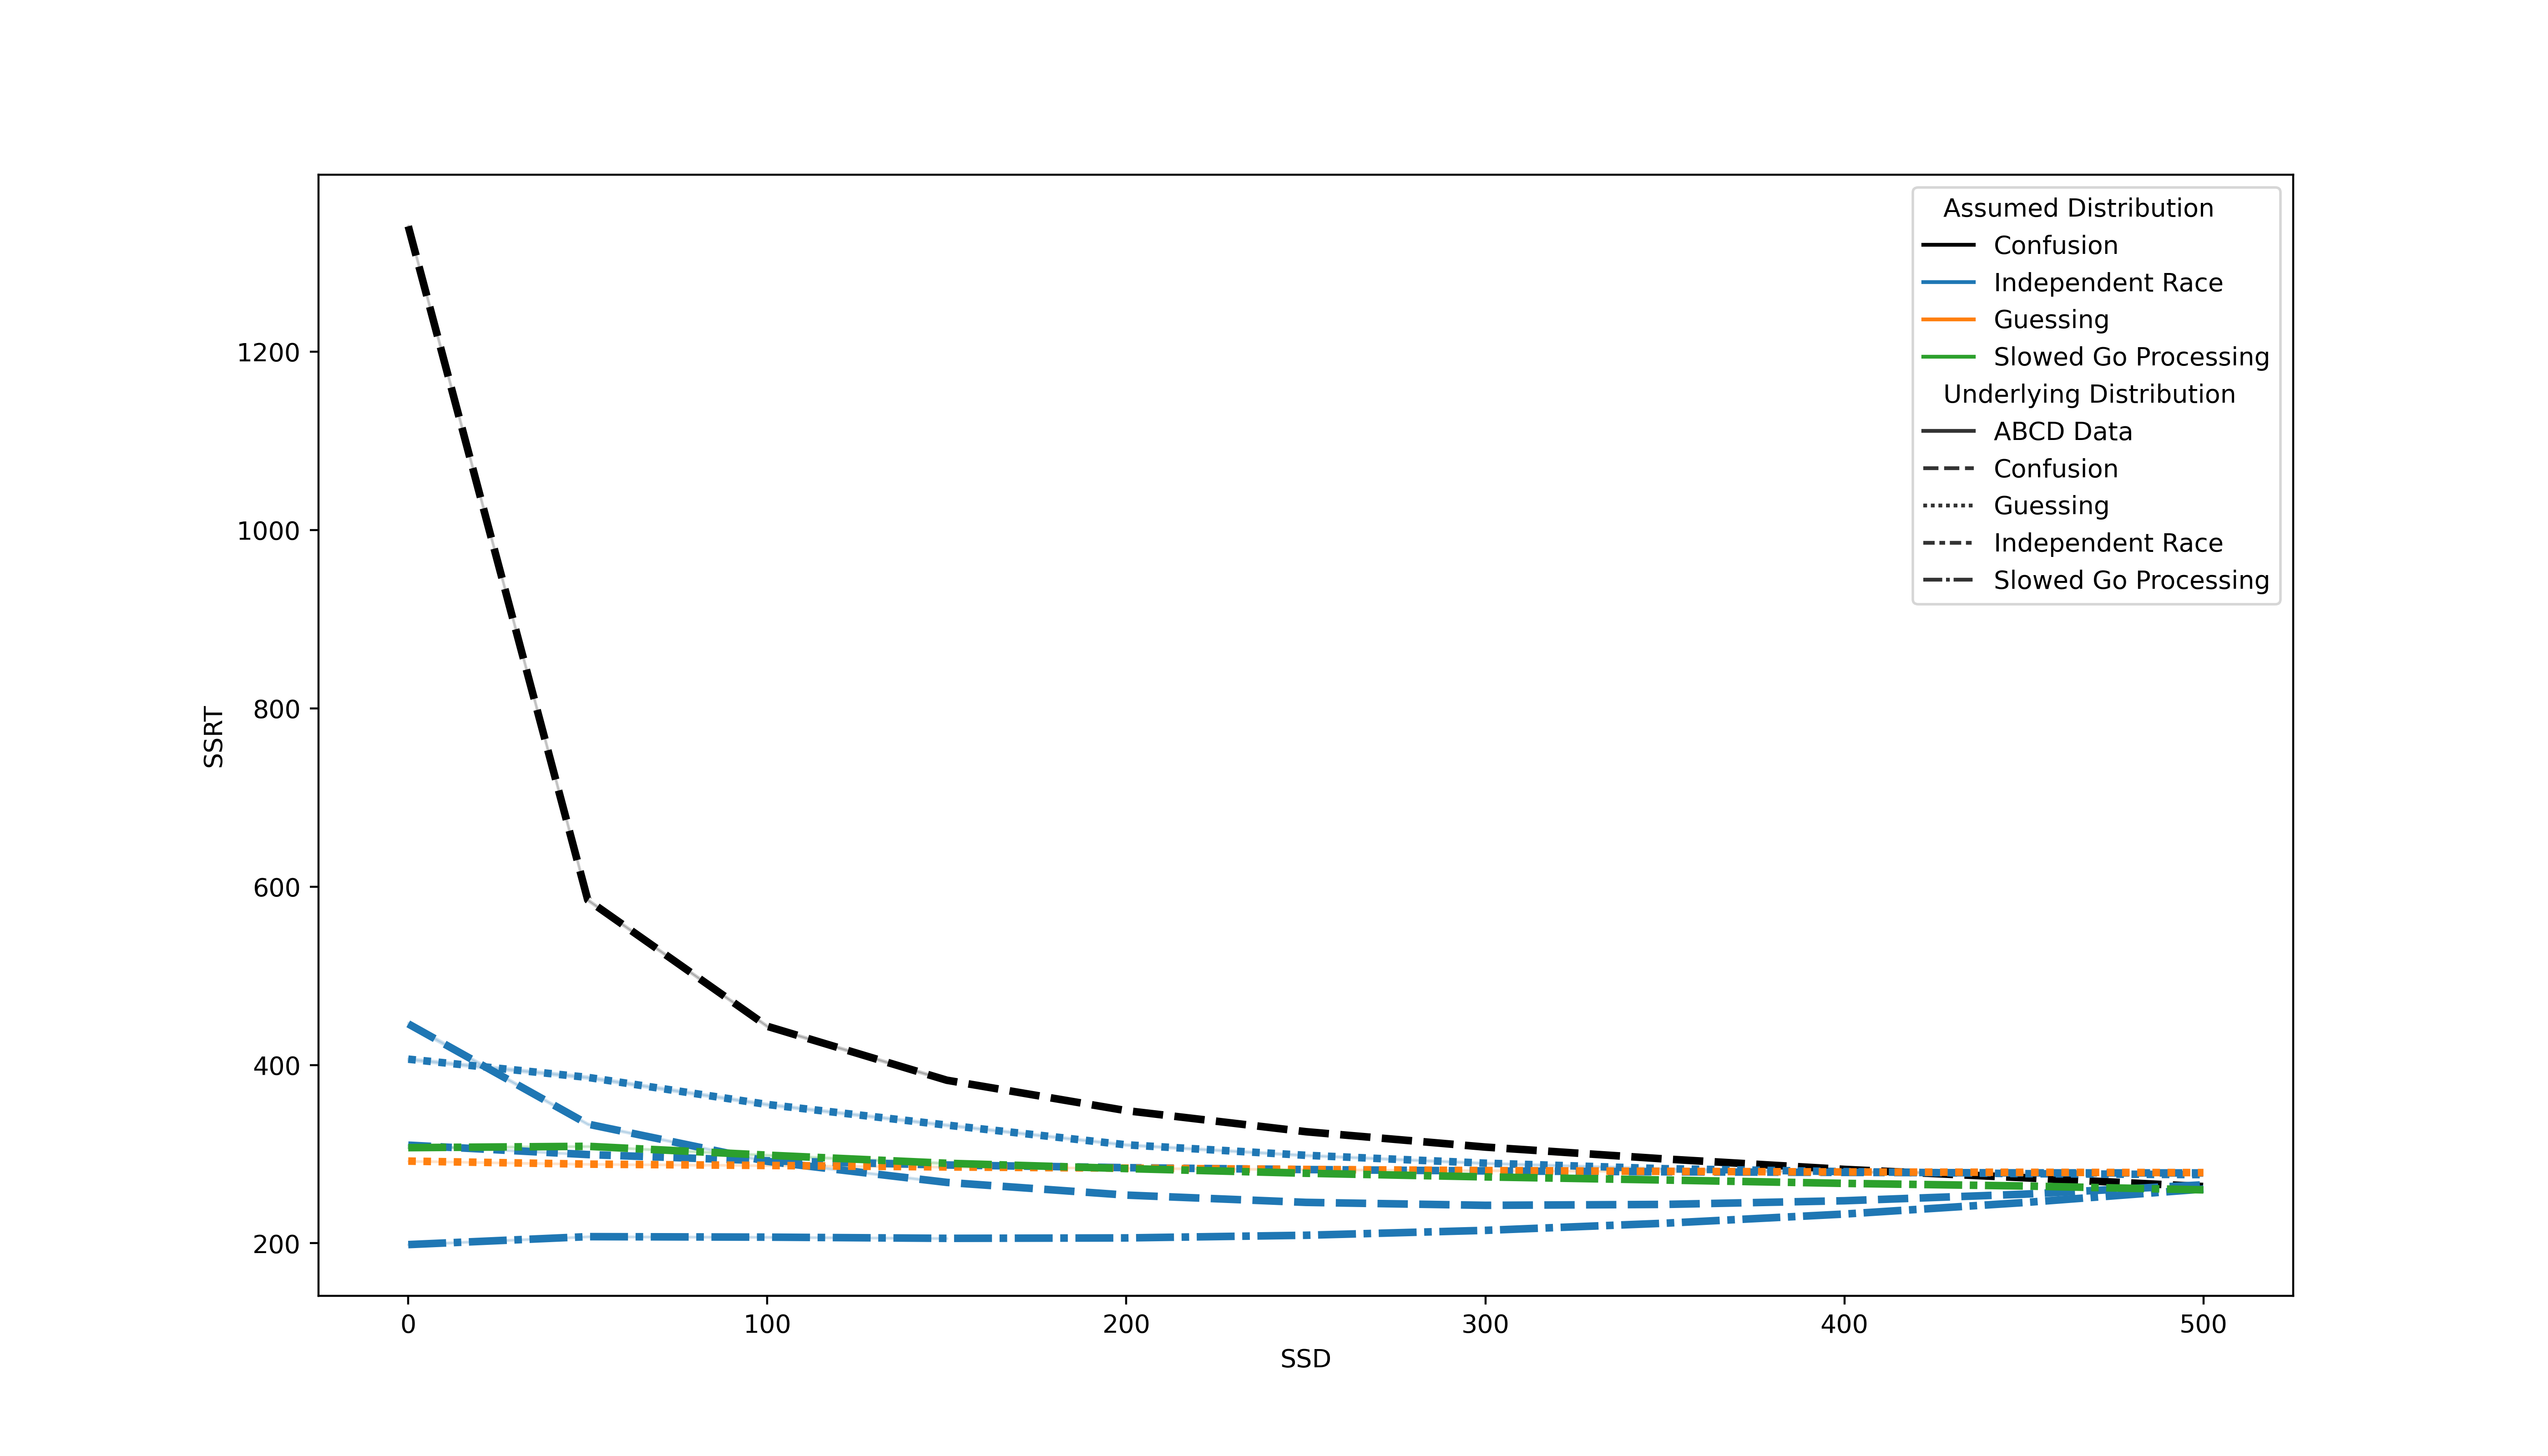 Assumed Distribution
Confusion
Independent Race
Guessing
Slowed Go Processing
Underlying Distribution
ABCD Data
Confusion
Guessing
Independent Race
Slowed Go Processing
1200
1000
800
600
400
200
SSRT
0 100 200 300 400 500
SSD